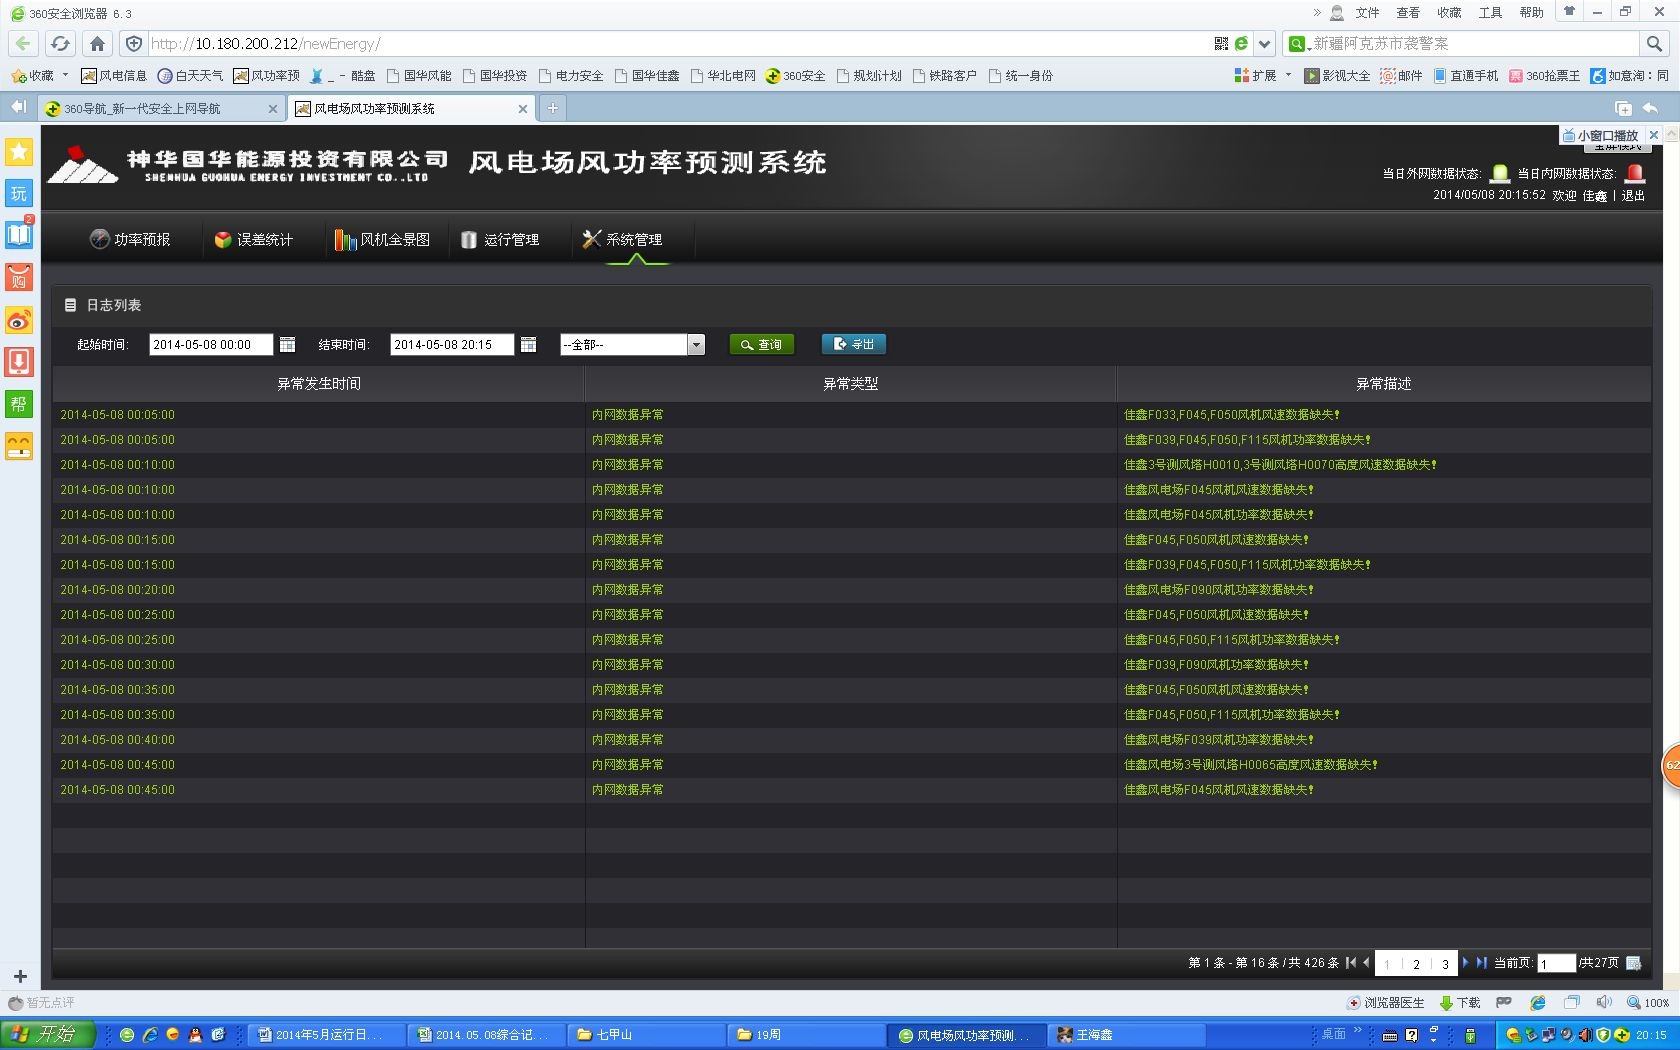 360安全浏览器 6.3
» 文件 查看 收藏 工具 帮助
http://10.180.200.212/newEnergy/
新疆阿克苏市袭警案
收藏 风电信息 白天天气 风功率预 _ - 酷盘 国华风能 国华投资 电力安全 国华佳鑫 华北电网 360安全 规划计划 铁路客户 统一身份
扩展 影视大全 邮件 直通手机 360抢票王 如意淘：同
360导航_新一代安全上网导航
风电场风功率预测系统
小窗口播放
玩
2
购
帮
神华国华能源投资有限公司
SHENHUA GUOHUA ENERGY INVESTMENT CO.,LTD
风电场风功率预测系统
全屏模式
当日外网数据状态: 当日内网数据状态:
2014/05/08 20:15:52 欢迎 佳鑫 | 退出
功率预报 误差统计 风机全景图 运行管理 系统管理
日志列表
起始时间: 2014-05-08 00:00 结束时间: 2014-05-08 20:15 --全部-- 查询 导出
异常发生时间 异常类型 异常描述
2014-05-08 00:05:00 内网数据异常 佳鑫F033,F045,F050风机风速数据缺失!
2014-05-08 00:05:00 内网数据异常 佳鑫F039,F045,F050,F115风机功率数据缺失!
2014-05-08 00:10:00 内网数据异常 佳鑫3号测风塔H0010,3号测风塔H0070高度风速数据缺失!
2014-05-08 00:10:00 内网数据异常 佳鑫风电场F045风机风速数据缺失!
2014-05-08 00:10:00 内网数据异常 佳鑫风电场F045风机功率数据缺失!
2014-05-08 00:15:00 内网数据异常 佳鑫F045,F050风机风速数据缺失!
2014-05-08 00:15:00 内网数据异常 佳鑫F039,F045,F050,F115风机功率数据缺失!
2014-05-08 00:20:00 内网数据异常 佳鑫风电场F090风机功率数据缺失!
2014-05-08 00:25:00 内网数据异常 佳鑫F045,F050风机风速数据缺失!
2014-05-08 00:25:00 内网数据异常 佳鑫F045,F050,F115风机功率数据缺失!
2014-05-08 00:30:00 内网数据异常 佳鑫F039,F090风机功率数据缺失!
2014-05-08 00:35:00 内网数据异常 佳鑫F045,F050风机风速数据缺失!
2014-05-08 00:35:00 内网数据异常 佳鑫F045,F050,F115风机功率数据缺失!
2014-05-08 00:40:00 内网数据异常 佳鑫风电场F039风机功率数据缺失!
2014-05-08 00:45:00 内网数据异常 佳鑫风电场3号测风塔H0065高度风速数据缺失!
2014-05-08 00:45:00 内网数据异常 佳鑫风电场F045风机风速数据缺失!
62
第 1 条 - 第 16 条 / 共 426 条 1 2 3 当前页: 1 /共27页
暂无点评
浏览器医生 下载 100%
开始 2014年5月运行日... 2014.05.08综合记... 七甲山 19周 风电场风功率预测... 王海鑫
桌面 » 20:15